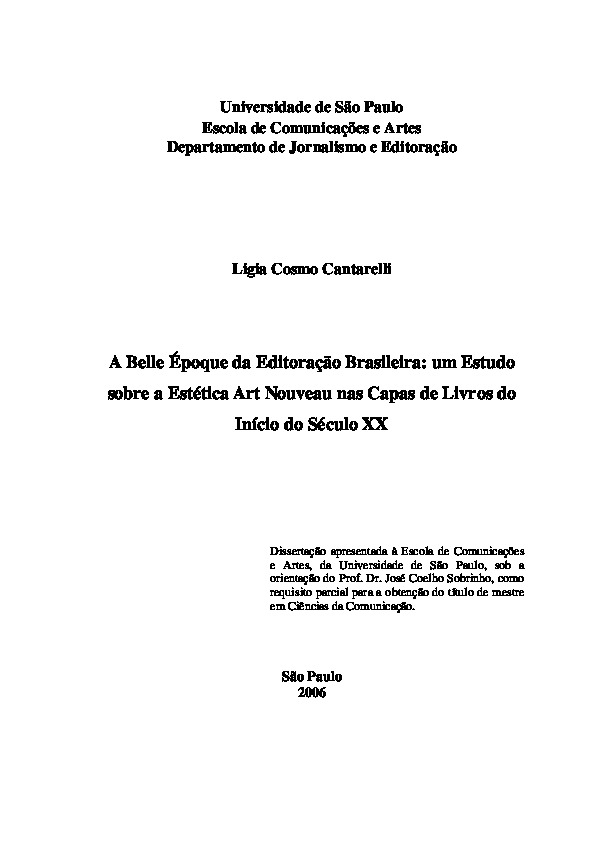 Universidade de São Paulo
Escola de Comunicações e Artes
Departamento de Jornalismo e Editoração
Ligia Cosmo Cantarelli
A Belle Époque da Editoração Brasileira: um Estudo
sobre a Estética Art Nouveau nas Capas de Livros do
Início do Século XX
Dissertação apresentada à Escola de Comunicações
e Artes, da Universidade de São Paulo, sob a
orientação do Prof. Dr. José Coelho Sobrinho, como
requisito parcial para a obtenção do título de mestre
em Ciências da Comunicação.
São Paulo
2006